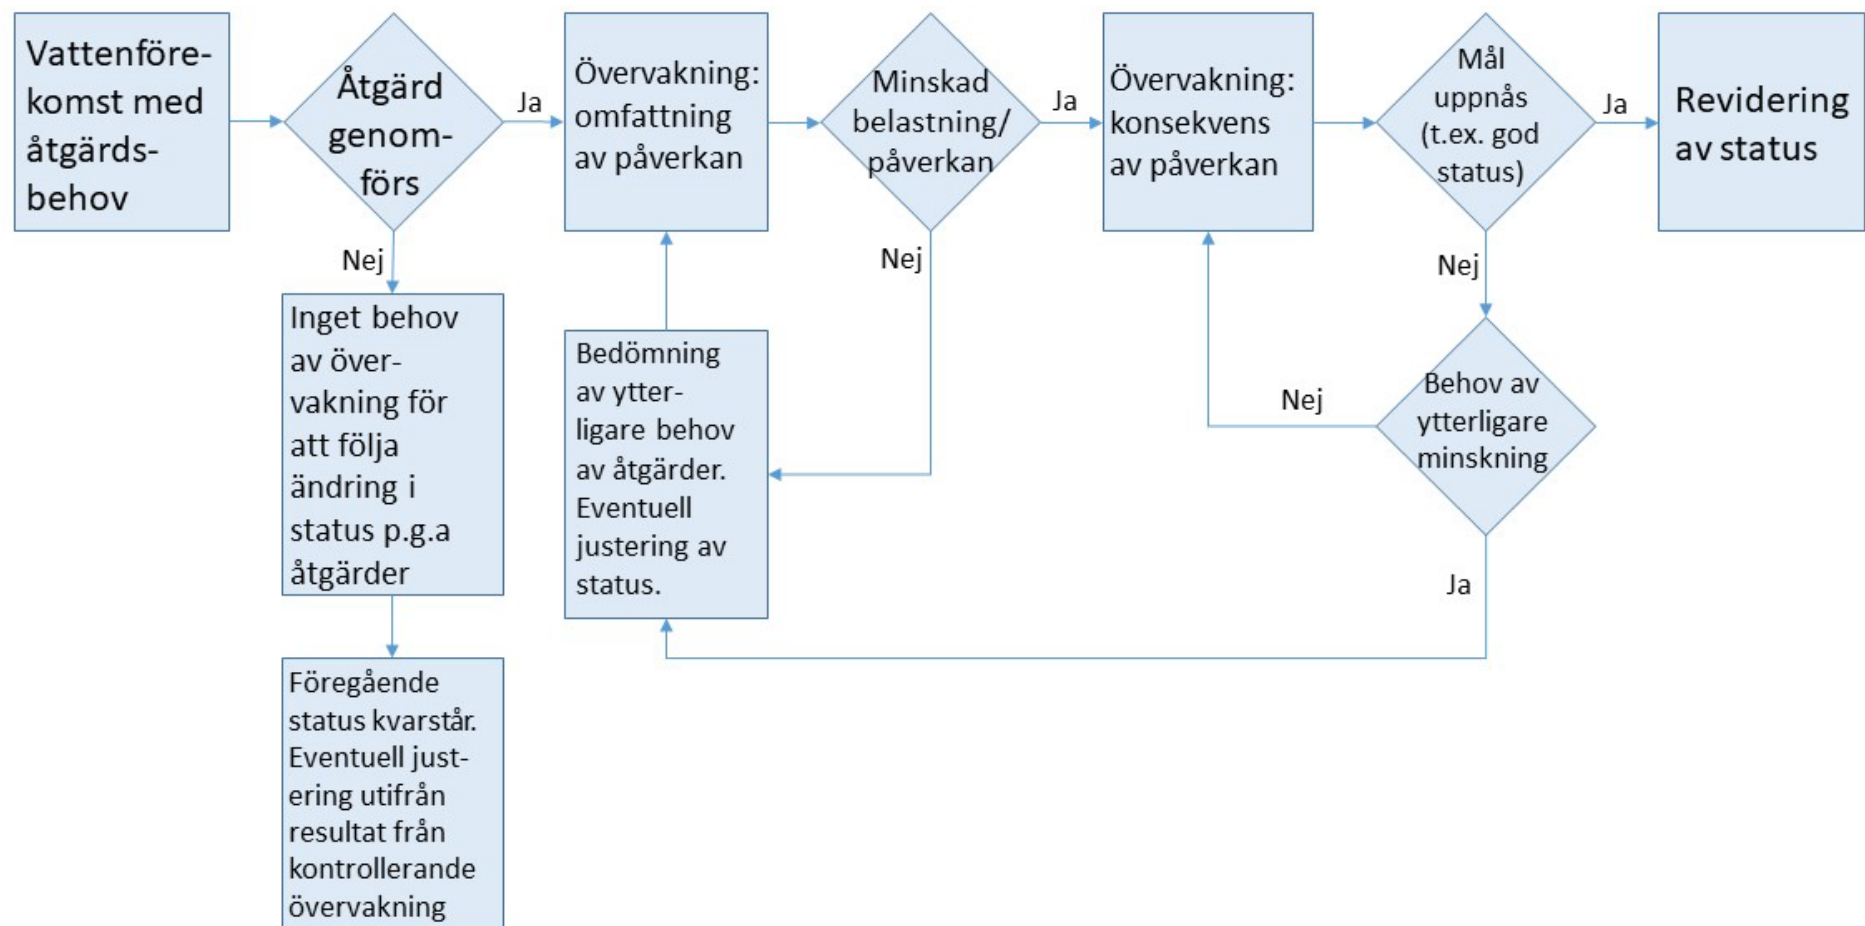 Vattenföre-
komst med
åtgärds-
behov
Åtgärd
genom-
förs
Ja
Övervakning:
omfattning
av påverkan
Minskad
belastning/
påverkan
Ja
Övervakning:
konsekvens
av påverkan
Mål
uppnås
(t.ex. god
status)
Ja
Revidering
av status
Nej
Nej
Nej
Inget behov
av över-
vakning för
att följa
ändring i
status p.g.a
åtgärder
Bedömning
av ytter-
ligare behov
av åtgärder.
Eventuell
justering av
status.
Nej
Behov av
ytterligare
minskning
Ja
Föregående
status kvarstår.
Eventuell just-
ering utifrån
resultat från
kontrollerande
övervakning